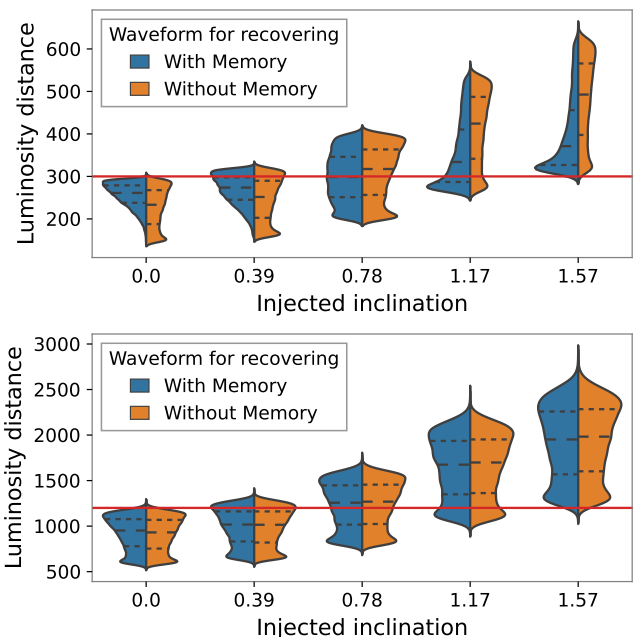 Waveform for recovering
With Memory
Without Memory
Luminosity distance
600
500
400
300
200
0.0 0.39 0.78 1.17 1.57
Injected inclination
Waveform for recovering
With Memory
Without Memory
Luminosity distance
3000
2500
2000
1500
1000
500
0.0 0.39 0.78 1.17 1.57
Injected inclination